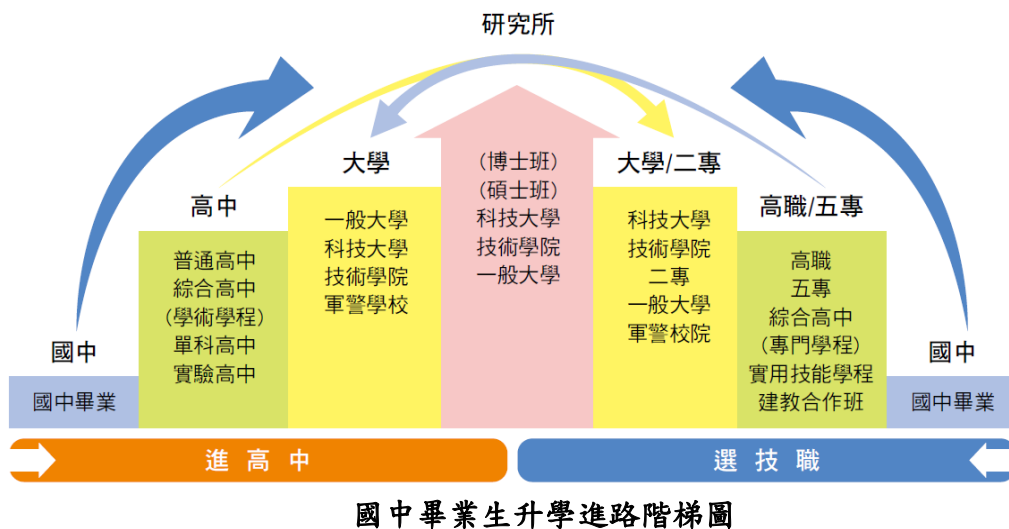 研究所
大學
(博士班)
(碩士班)
科技大學
技術學院
一般大學
大學/二專
高中
高職/五專
一般大學
科技大學
技術學院
軍警學校
科技大學
技術學院
二專
一般大學
軍警校院
普通高中
綜合高中
(學術學程)
單科高中
實驗高中
高職
五專
綜合高中
(專門學程)
實用技能學程
建教合作班
國中
國中畢業
國中
國中畢業
進高中
選技職
國中畢業生升學進路階梯圖